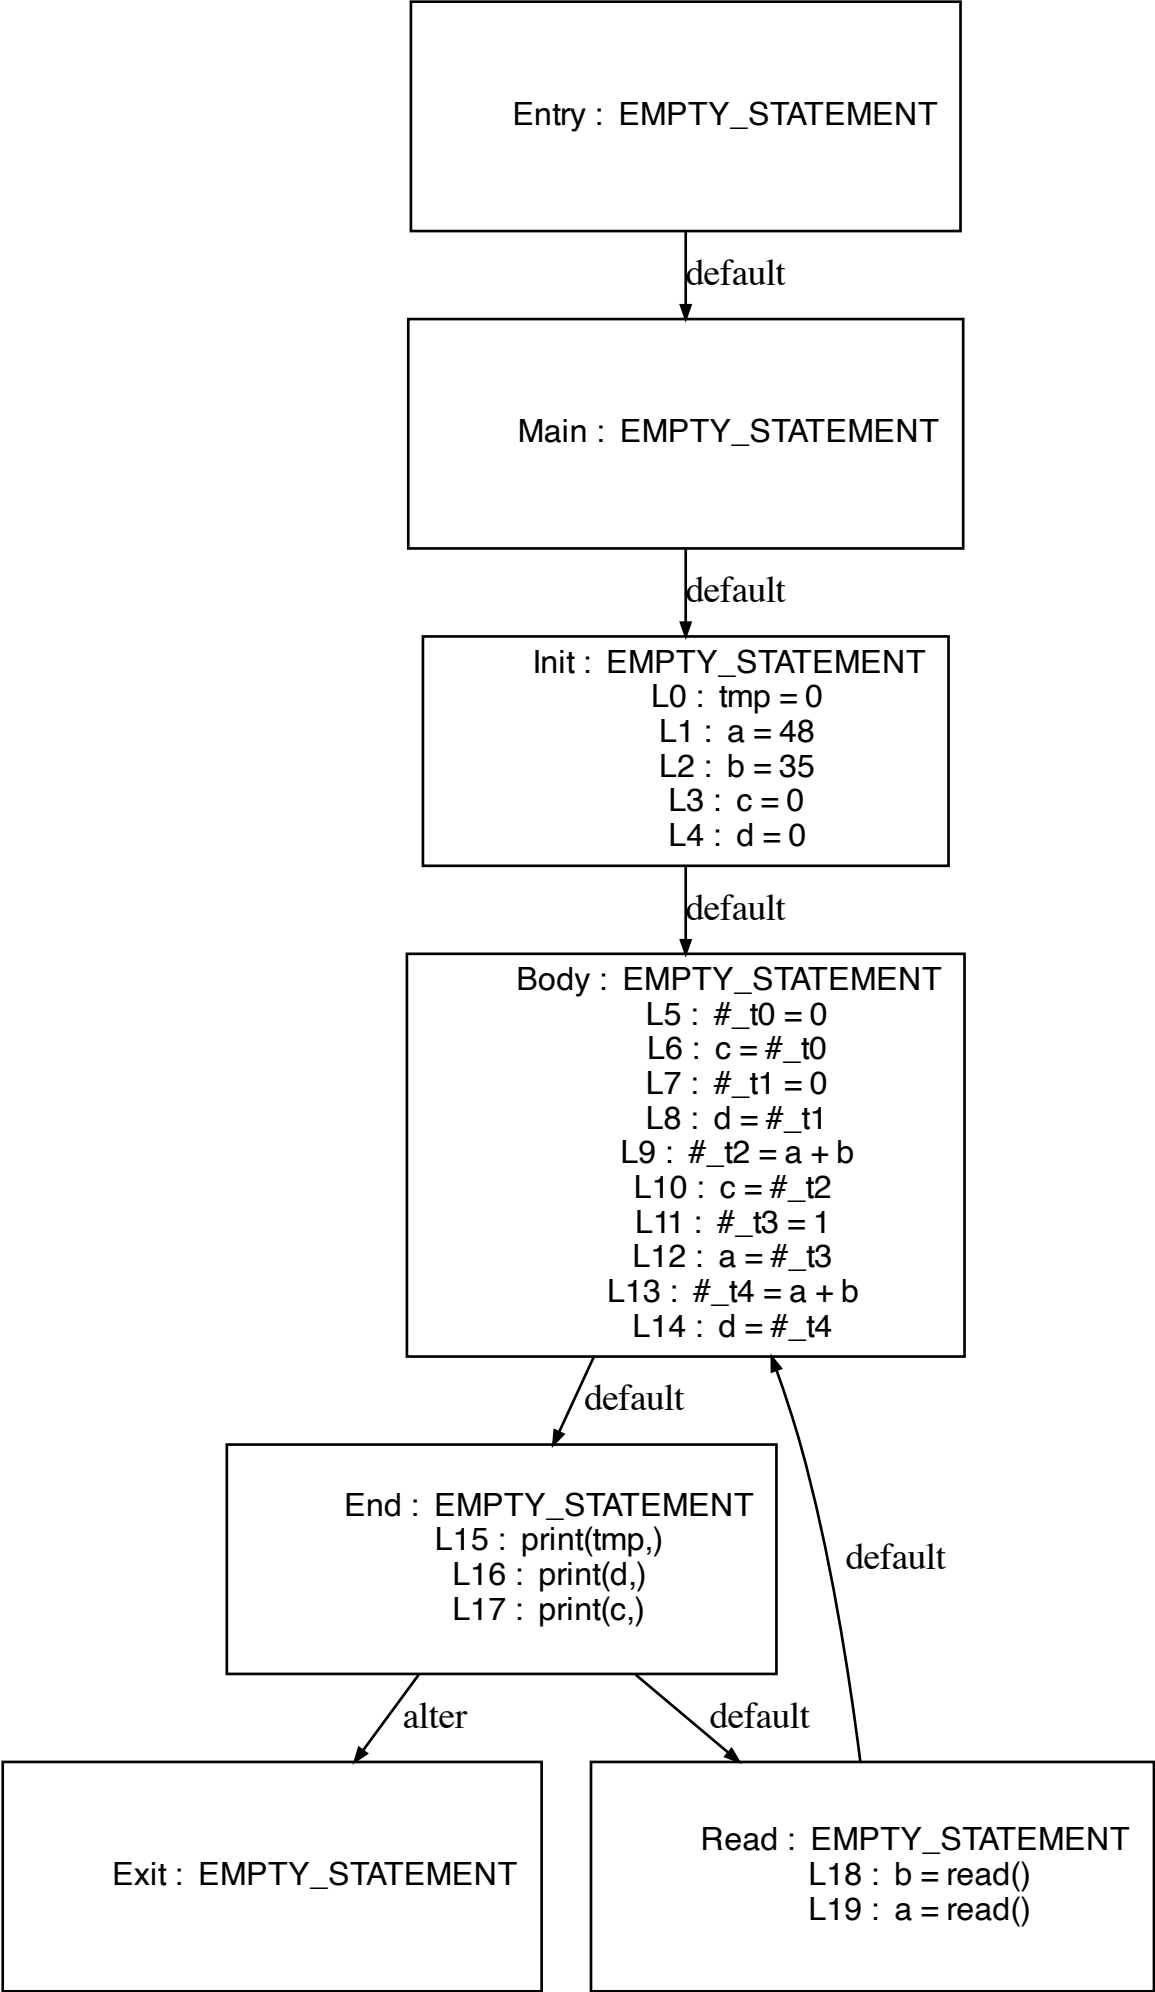 Entry : EMPTY_STATEMENT
default
Main : EMPTY_STATEMENT
default
Init : EMPTY_STATEMENT
L0 : tmp = 0
L1 : a = 48
L2 : b = 35
L3 : c = 0
L4 : d = 0
default
Body : EMPTY_STATEMENT
L5 : #_t0 = 0
L6 : c = #_t0
L7 : #_t1 = 0
L8 : d = #_t1
L9 : #_t2 = a + b
L10 : c = #_t2
L11 : #_t3 = 1
L12 : a = #_t3
L13 : #_t4 = a + b
L14 : d = #_t4
default
End : EMPTY_STATEMENT
L15 : print(tmp,)
L16 : print(d,)
L17 : print(c,)
default
alter
default
Exit : EMPTY_STATEMENT
Read : EMPTY_STATEMENT
L18 : b = read()
L19 : a = read()